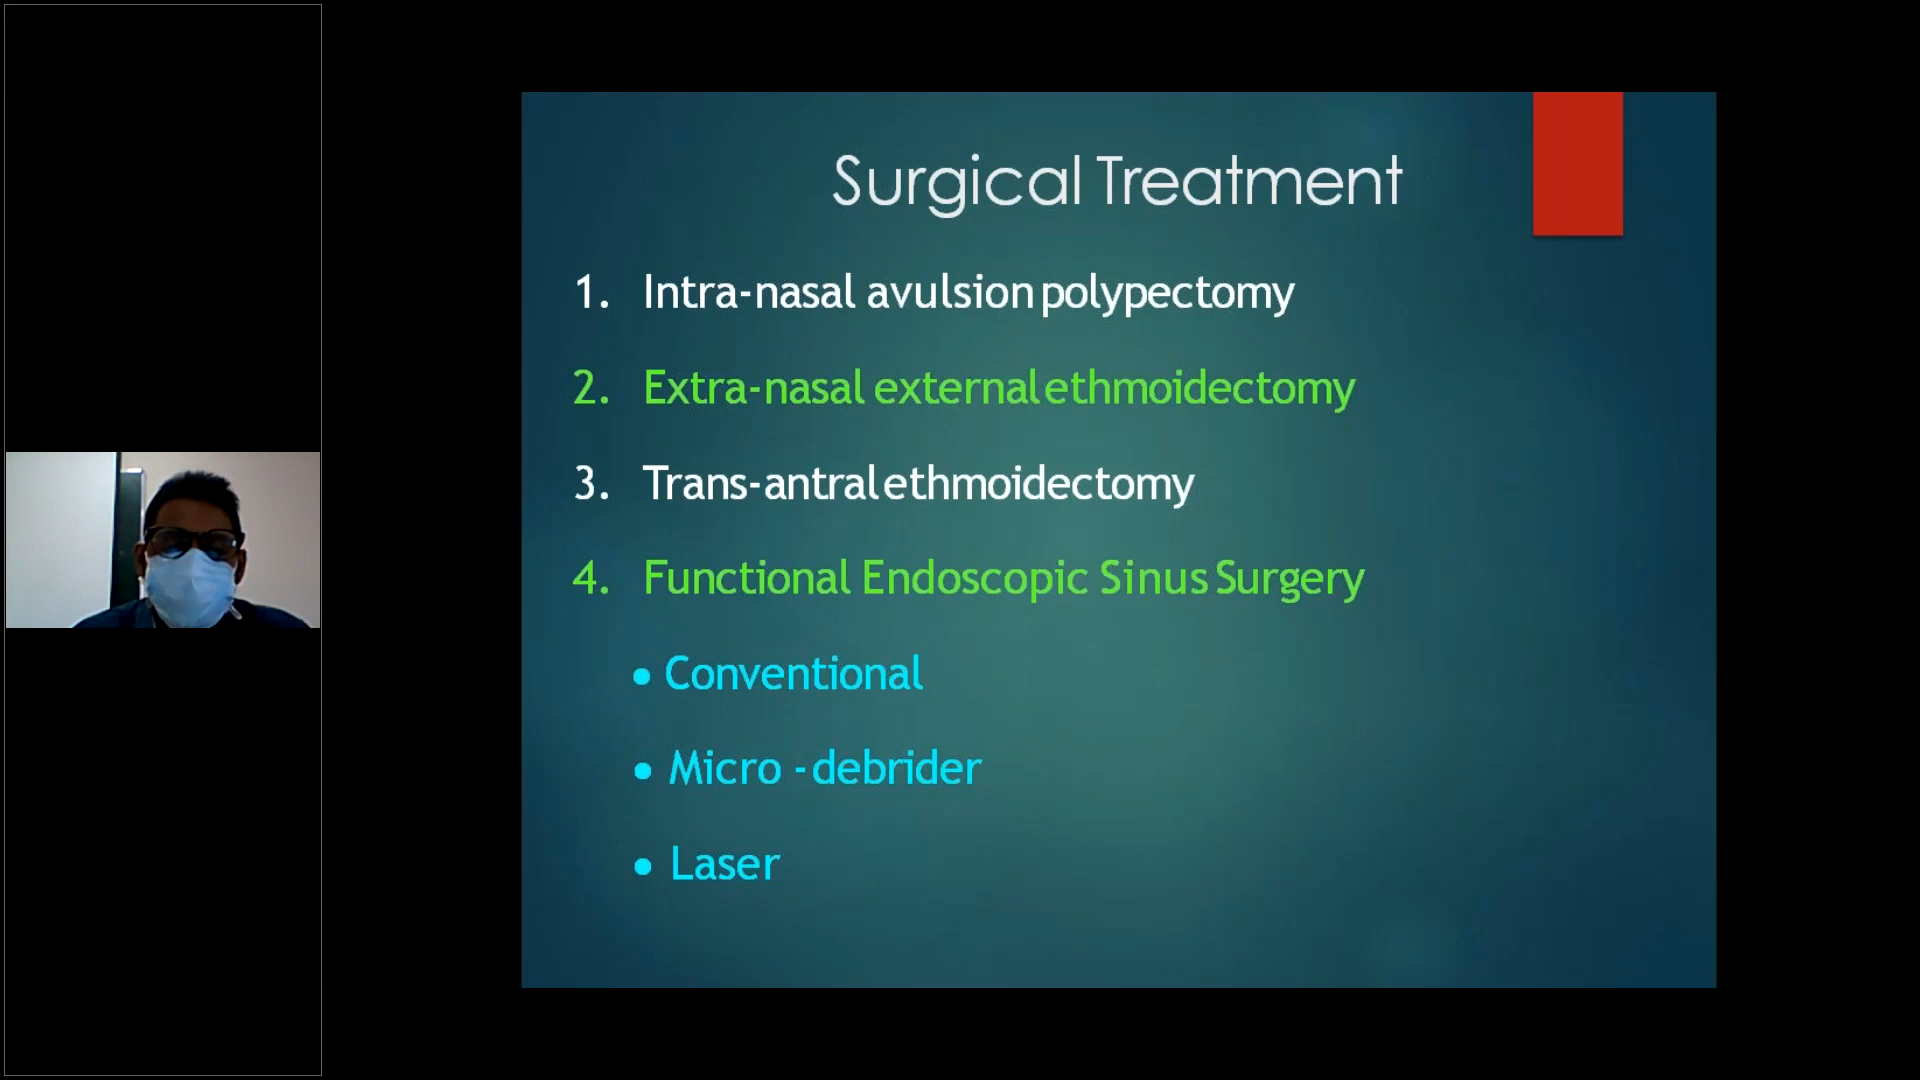 Surgical Treatment
1. Intra-nasal avulsion polypectomy
2. Extra-nasal external ethmoidectomy
3. Trans-antral ethmoidectomy
4. Functional Endoscopic Sinus Surgery
• Conventional
• Micro -debrider
• Laser